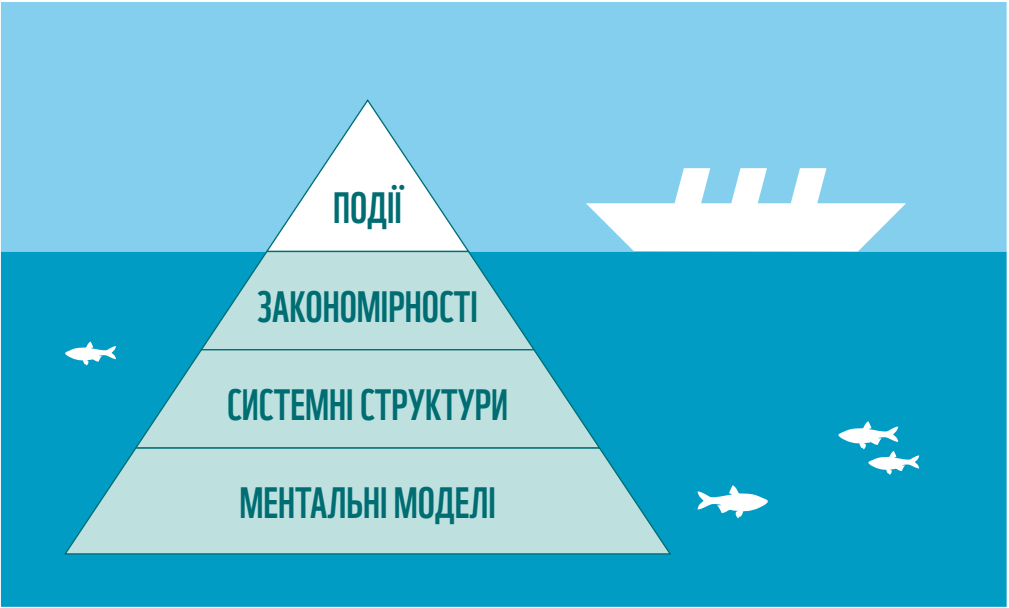 ПОДІЇ
ЗАКОНОМІРНОСТІ
СИСТЕМНІ СТРУКТУРИ
МЕНТАЛЬНІ МОДЕЛІ